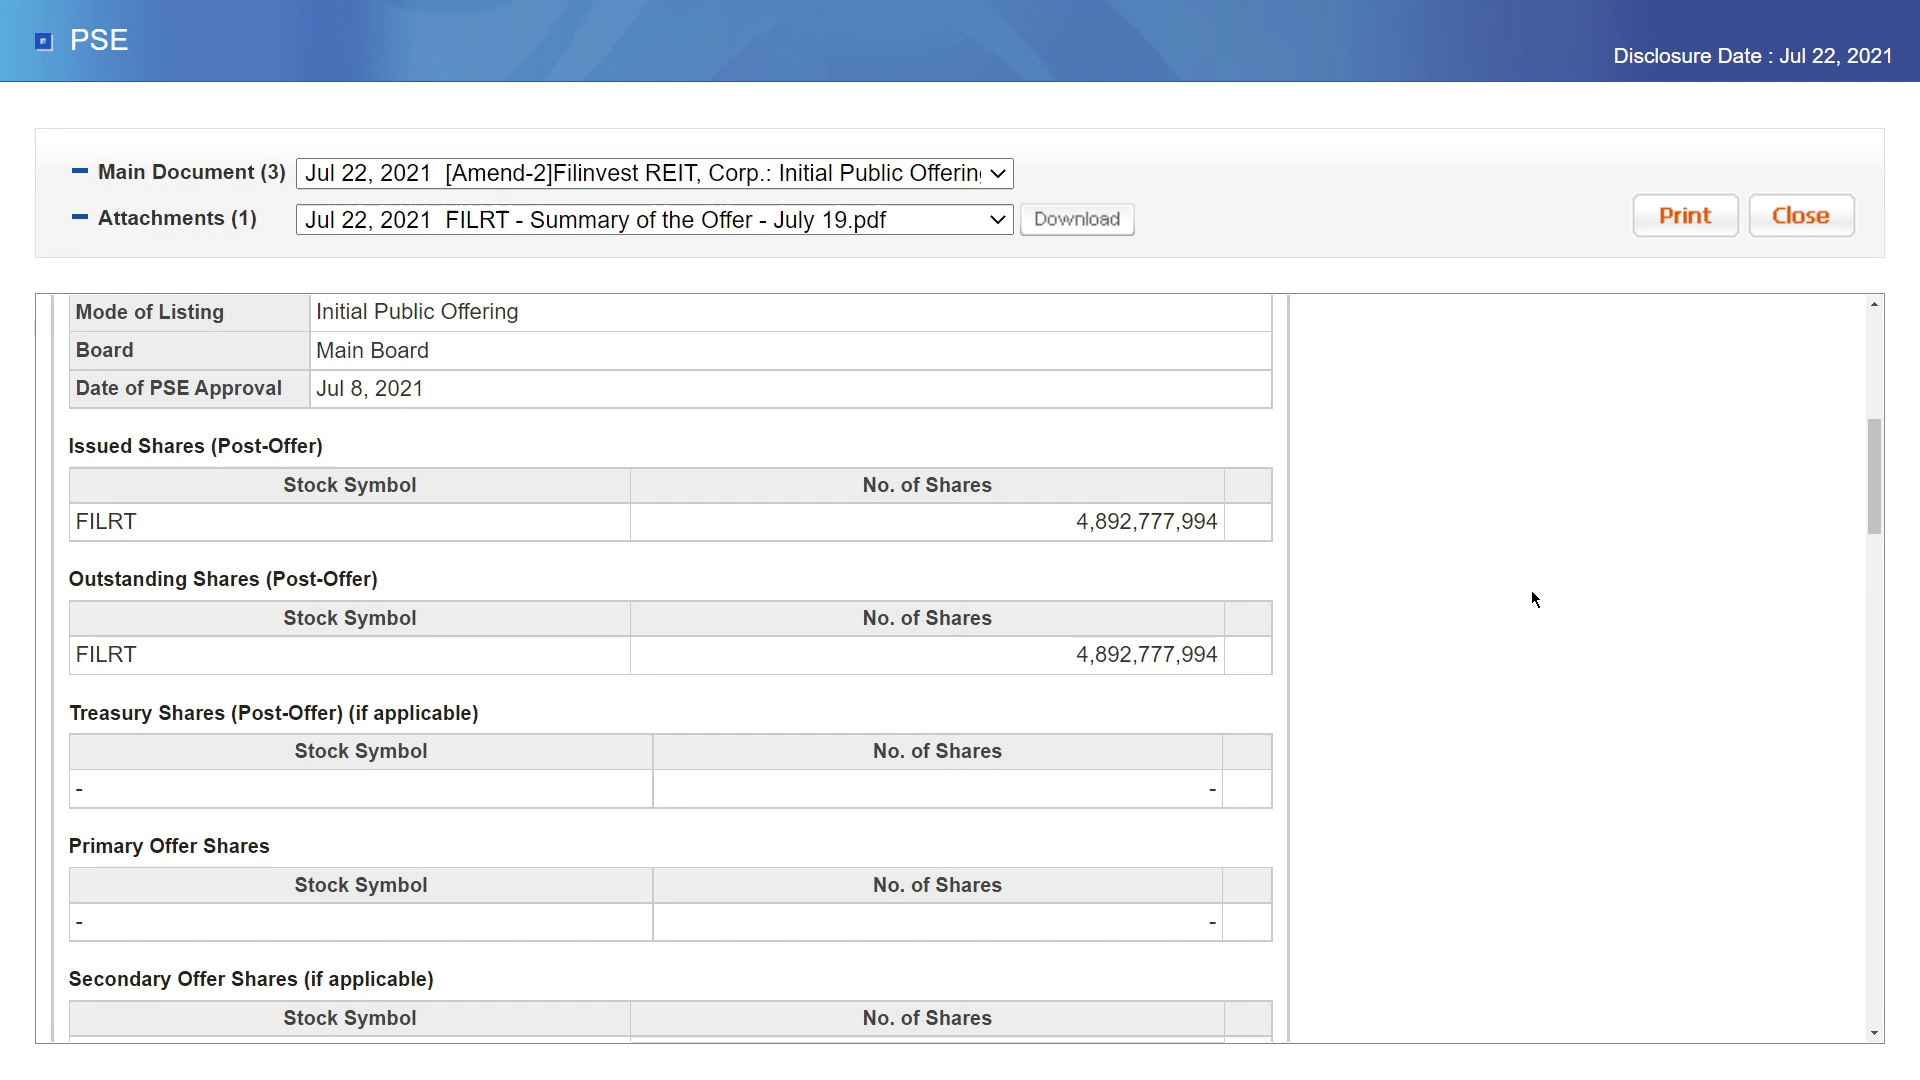 PSE
Disclosure Date : Jul 22, 2021
Main Document (3) Jul 22, 2021 [Amend-2]Filinvest REIT, Corp.: Initial Public Offering
Attachments (1) Jul 22, 2021 FILRT - Summary of the Offer - July 19.pdf Download
Print Close
Mode of Listing Initial Public Offering
Board Main Board
Date of PSE Approval Jul 8, 2021
Issued Shares (Post-Offer)
Stock Symbol No. of Shares
FILRT 4,892,777,994
Outstanding Shares (Post-Offer)
Stock Symbol No. of Shares
FILRT 4,892,777,994
Treasury Shares (Post-Offer) (if applicable)
Stock Symbol No. of Shares
- -
Primary Offer Shares
Stock Symbol No. of Shares
- -
Secondary Offer Shares (if applicable)
Stock Symbol No. of Shares